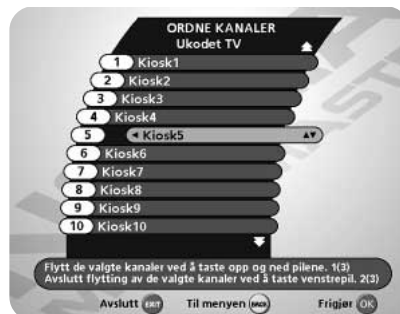 ORDNE KANALER
Ukodet TV
1 Kiosk1
2 Kiosk2
3 Kiosk3
4 Kiosk4
5 Kiosk5
6 Kiosk6
7 Kiosk7
8 Kiosk8
9 Kiosk9
10 Kiosk10
Flytt de valgte kanaler ved å taste opp og ned pilene. 1(3)
Avslutt flytting av de valgte kanaler ved å taste venstrepil. 2(3)
Avslutt EXIT Til menyen BACK Frigjør OK